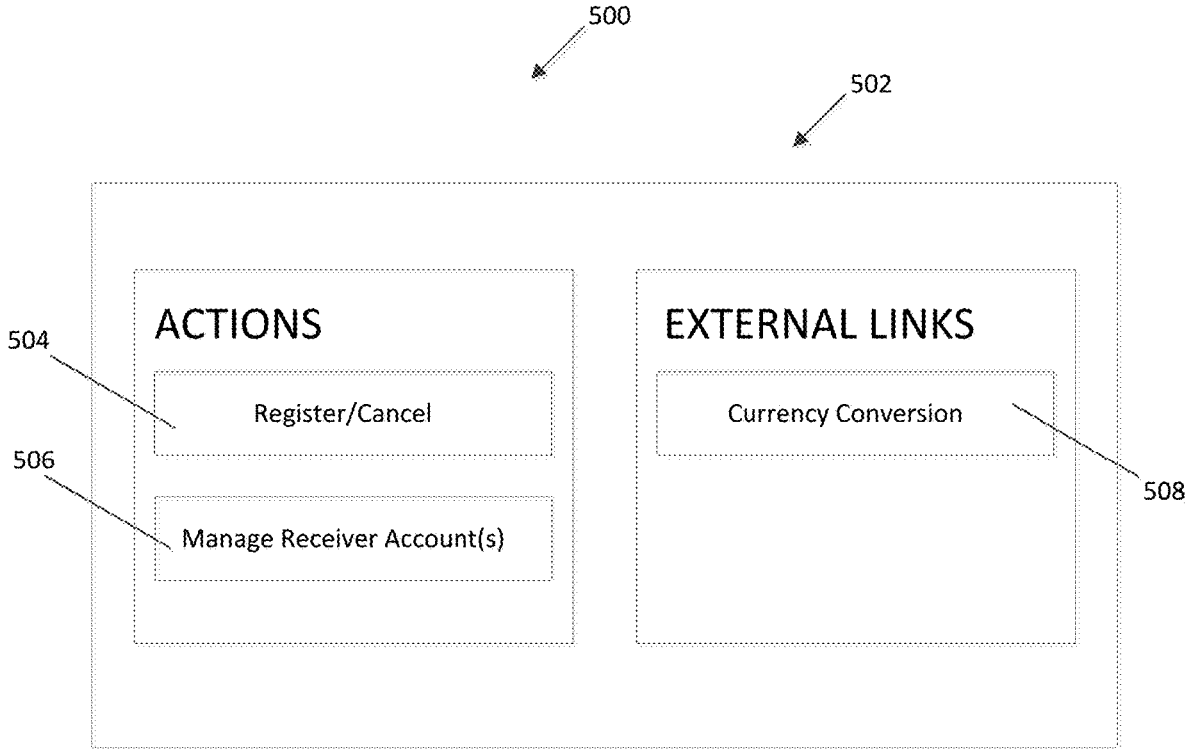 500
502
ACTIONS
EXTERNAL LINKS
504
Register/Cancel
Currency Conversion
506
508
Manage Receiver Account(s)